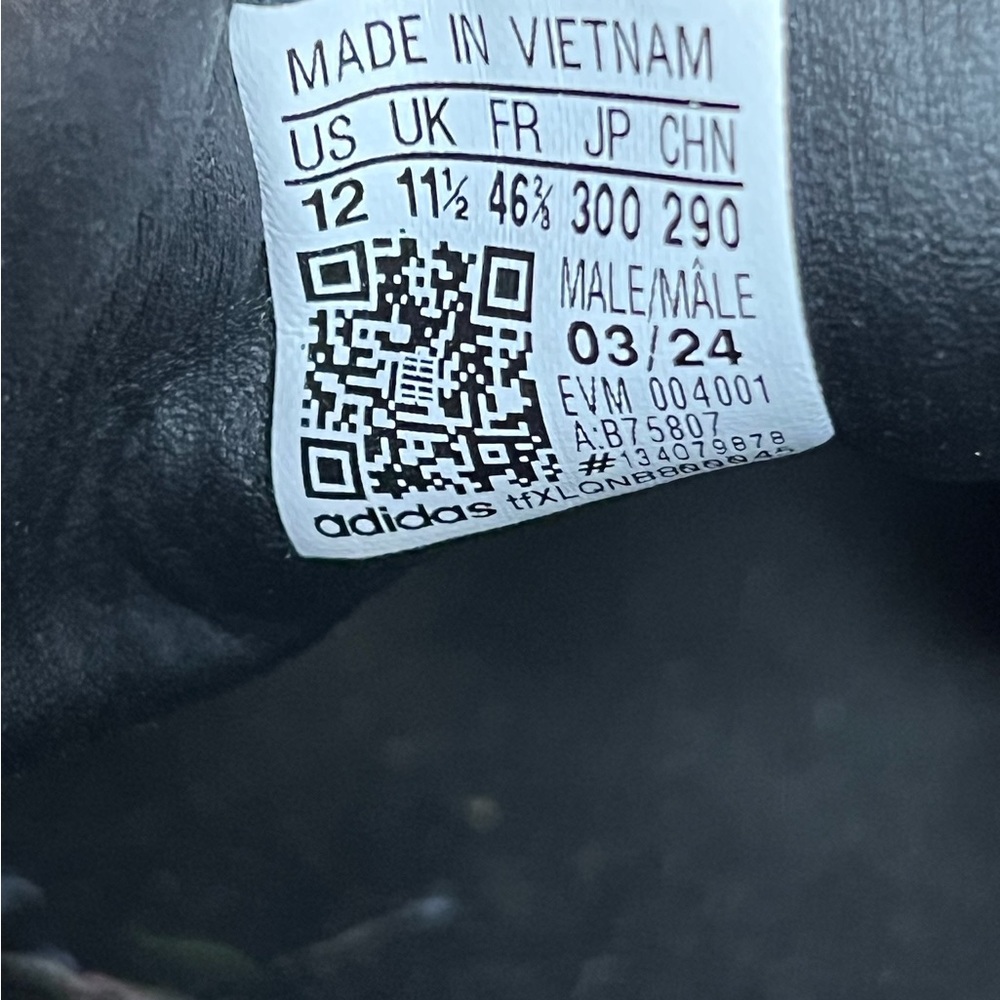 MADE IN VIETNAM
US UK FR JP CHN
12 11½ 46⅔ 300 290
MALE/MÂLE
03/24
EVM 004001
A:B75807
#134079878
adidas